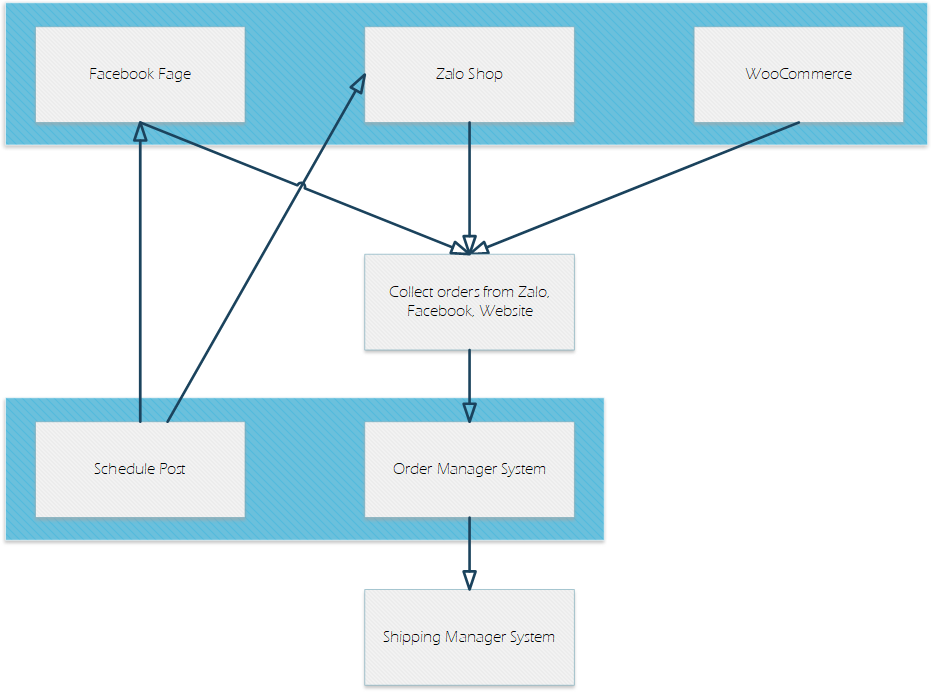 Facebook Fage
Zalo Shop
WooCommerce
Collect orders from Zalo,
Facebook, Website
Schedule Post
Order Manager System
Shipping Manager System